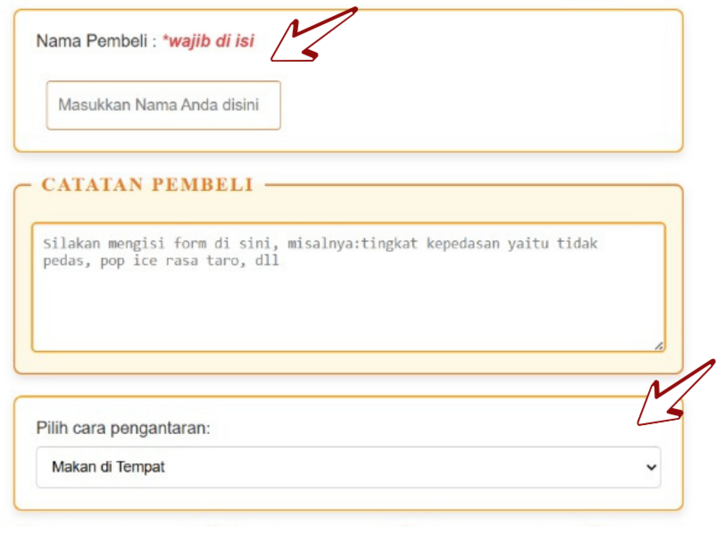 Nama Pembeli : *wajib di isi
Masukkan Nama Anda disini
CATATAN PEMBELI
Silakan mengisi form di sini, misalnya:tingkat kepedasan yaitu tidak
pedas, pop ice rasa taro, dll
Pilih cara pengantaran:
Makan di Tempat